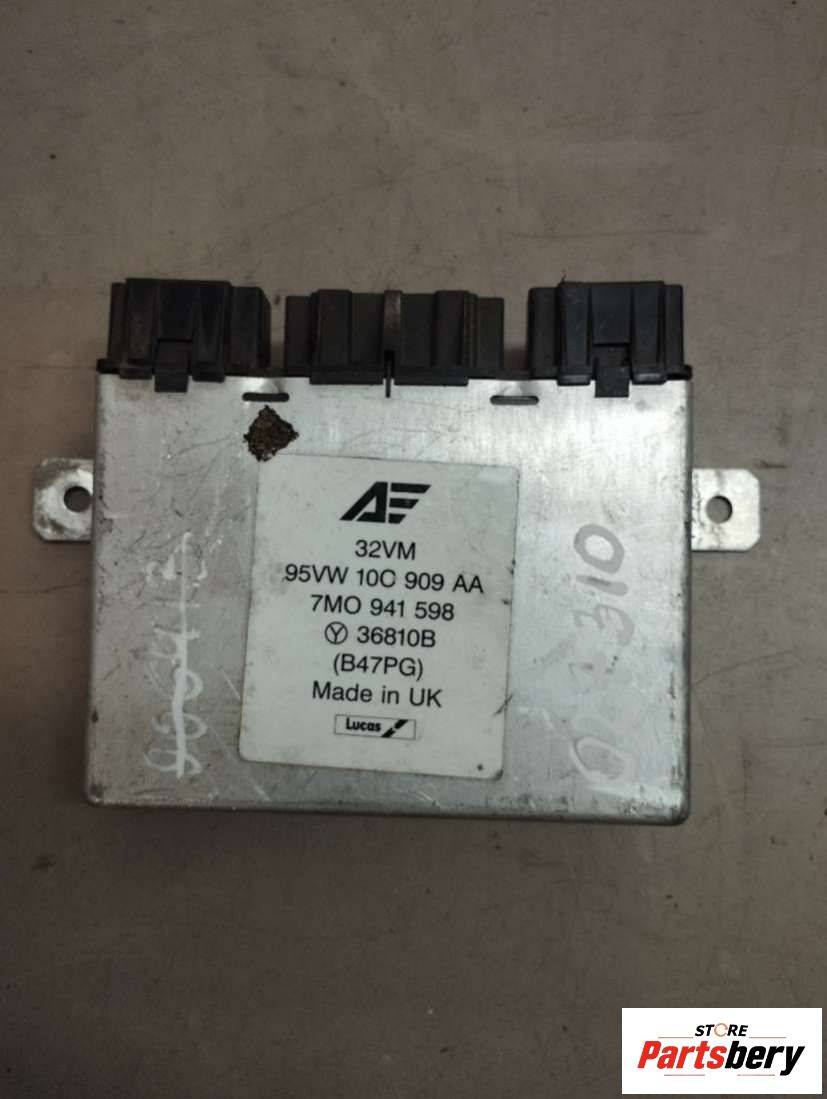 AE
32VM
95VW 10C 909 AA
7MO 941 598
Y 36810B
(B47PG)
Made in UK
Lucas
STORE
Partsbery